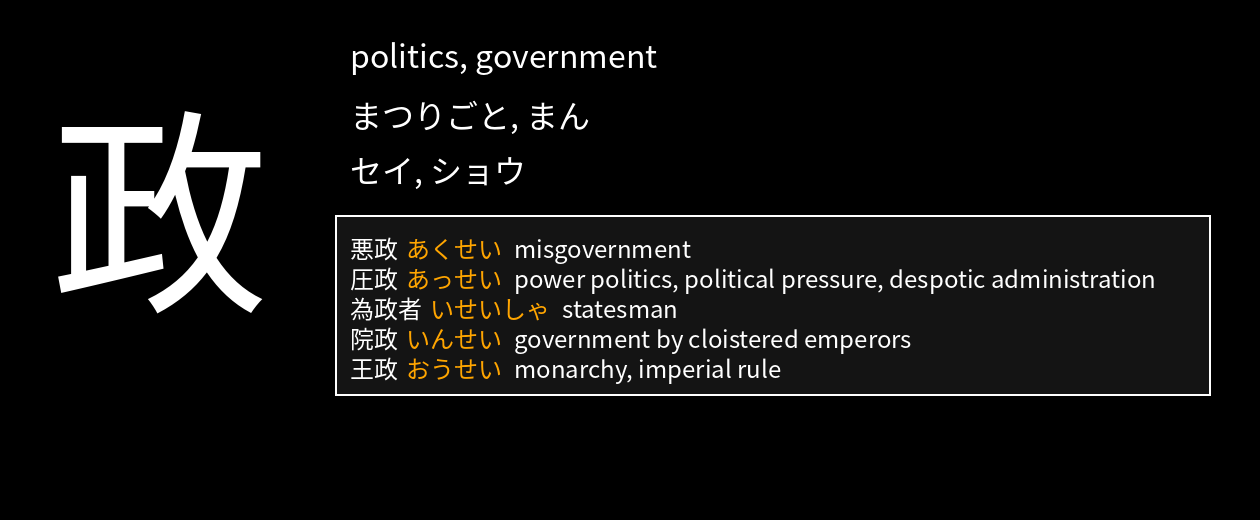 政
politics, government
まつりごと, まん
セイ, ショウ
悪政 あくせい misgovernment
圧政 あっせい power politics, political pressure, despotic administration
為政者 いせいしゃ statesman
院政 いんせい government by cloistered emperors
王政 おうせい monarchy, imperial rule